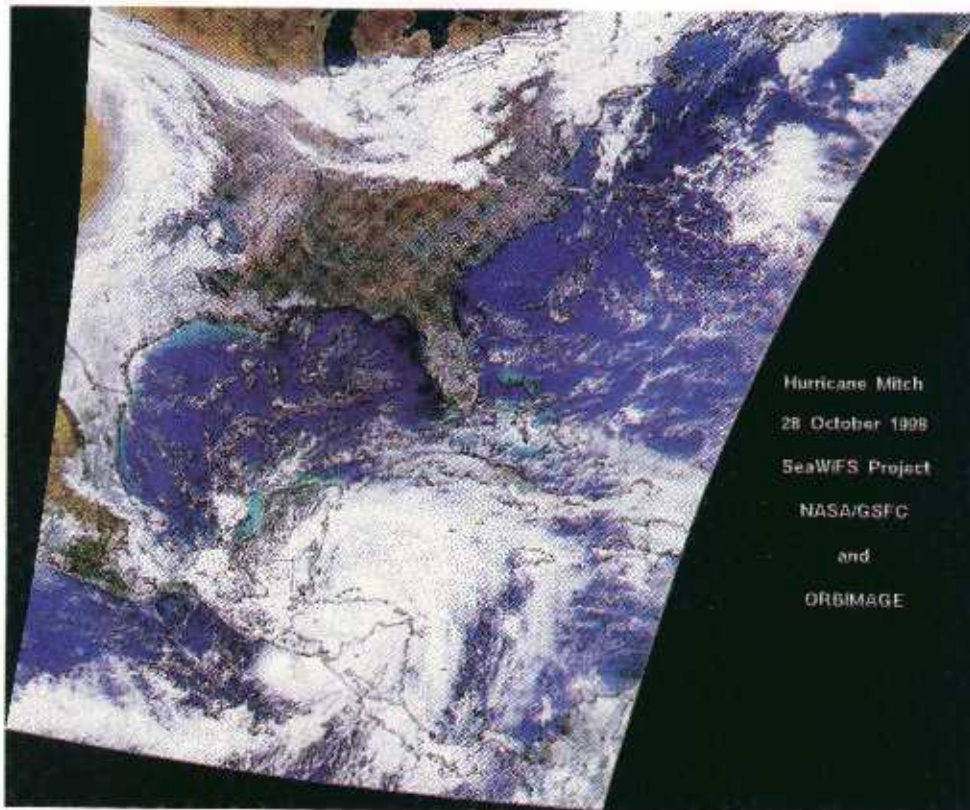 Hurricane Mitch
28 October 1998
SeaWiFS Project
NASA/GSFC
and
ORBIMAGE